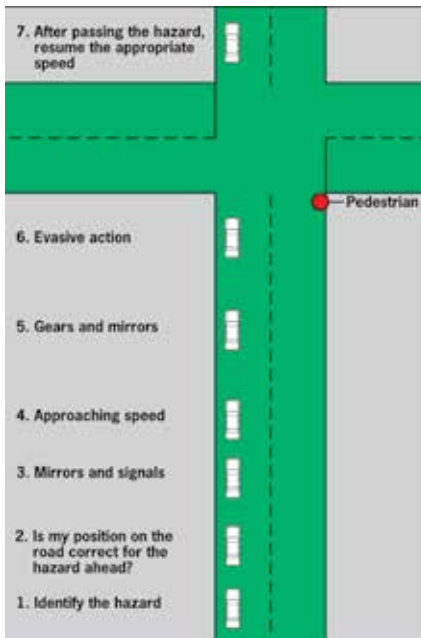 7. After passing the hazard,
resume the appropriate
speed
Pedestrian
6. Evasive action
5. Gears and mirrors
4. Approaching speed
3. Mirrors and signals
2. Is my position on the
road correct for the
hazard ahead?
1. Identify the hazard